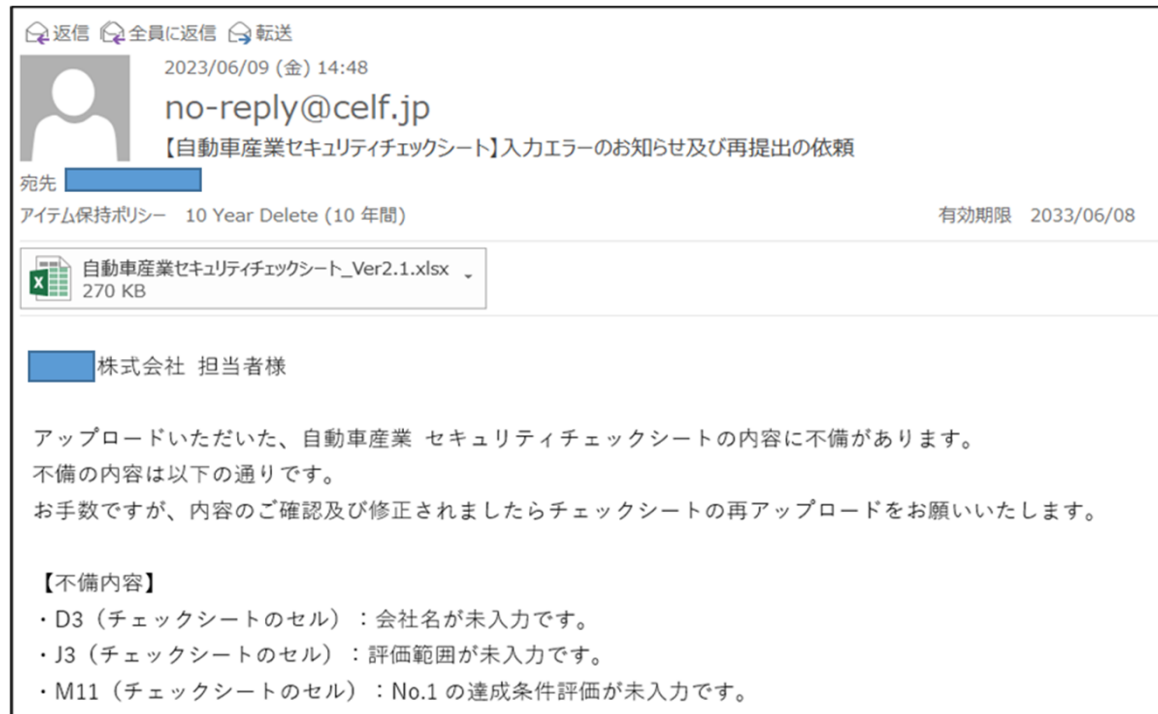 返信 全員に返信 転送
2023/06/09 (金) 14:48
no-reply@celf.jp
【自動車産業セキュリティチェックシート】入力エラーのお知らせ及び再提出の依頼
宛先
アイテム保持ポリシー 10 Year Delete (10 年間) 有効期限 2033/06/08
自動車産業セキュリティチェックシート_Ver2.1.xlsx
270 KB
株式会社 担当者様
アップロードいただいた、自動車産業 セキュリティチェックシートの内容に不備があります。
不備の内容は以下の通りです。
お手数ですが、内容のご確認及び修正されましたらチェックシートの再アップロードをお願いいたします。
【不備内容】
・D3（チェックシートのセル）：会社名が未入力です。
・J3（チェックシートのセル）：評価範囲が未入力です。
・M11（チェックシートのセル）：No.1 の達成条件評価が未入力です。